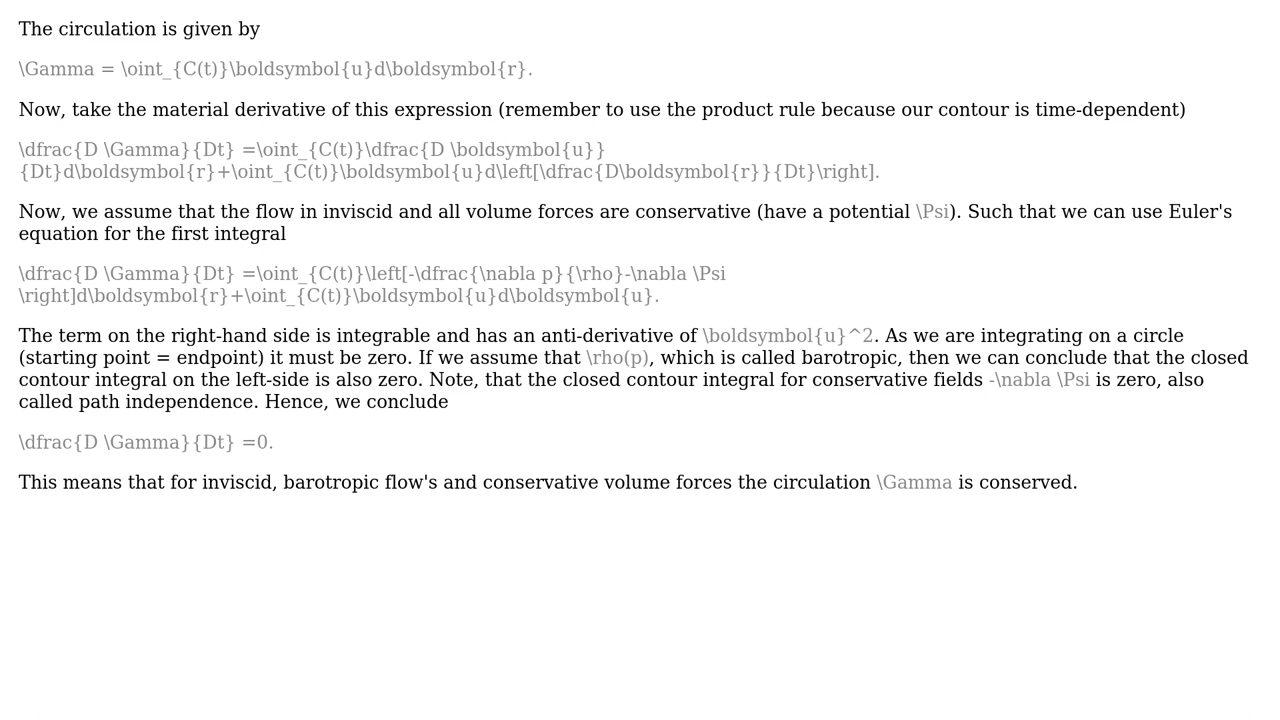 The circulation is given by
\Gamma = \oint_{C(t)}\boldsymbol{u}d\boldsymbol{r}.
Now, take the material derivative of this expression (remember to use the product rule because our contour is time-dependent)
\dfrac{D \Gamma}{Dt} =\oint_{C(t)}\dfrac{D \boldsymbol{u}}
{Dt}d\boldsymbol{r}+\oint_{C(t)}\boldsymbol{u}d\left[\dfrac{D\boldsymbol{r}}{Dt}\right].
Now, we assume that the flow in inviscid and all volume forces are conservative (have a potential \Psi). Such that we can use Euler's
equation for the first integral
\dfrac{D \Gamma}{Dt} =\oint_{C(t)}\left[-\dfrac{\nabla p}{\rho}-\nabla \Psi
\right]d\boldsymbol{r}+\oint_{C(t)}\boldsymbol{u}d\boldsymbol{u}.
The term on the right-hand side is integrable and has an anti-derivative of \boldsymbol{u}^2. As we are integrating on a circle
(starting point = endpoint) it must be zero. If we assume that \rho(p), which is called barotropic, then we can conclude that the closed
contour integral on the left-side is also zero. Note, that the closed contour integral for conservative fields -\nabla \Psi is zero, also
called path independence. Hence, we conclude
\dfrac{D \Gamma}{Dt} =0.
This means that for inviscid, barotropic flow's and conservative volume forces the circulation \Gamma is conserved.